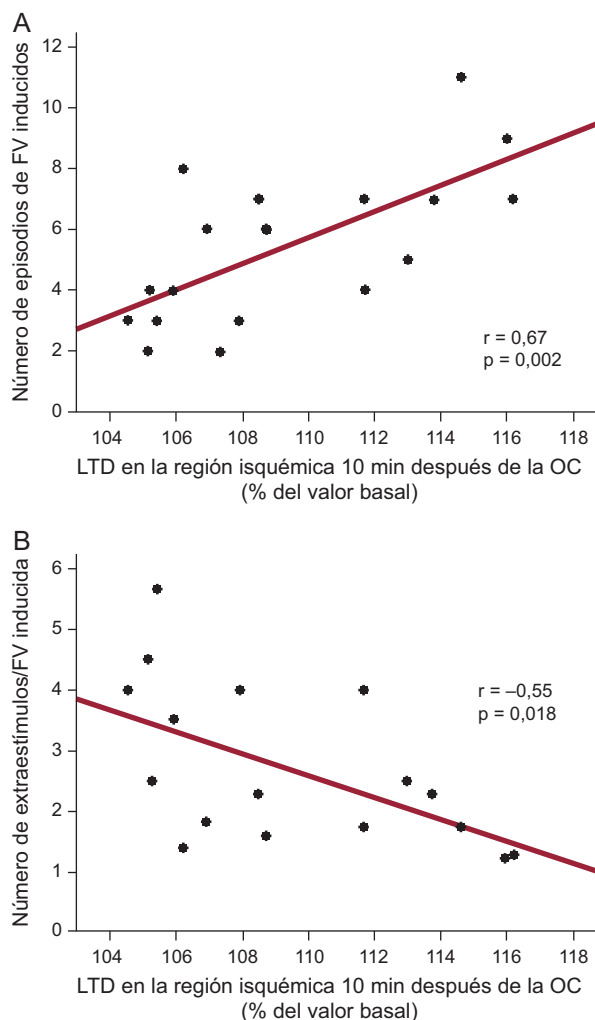 A
Número de episodios de FV inducidos
12
10
8
6
4
2
0
r = 0,67
p = 0,002
104 106 108 110 112 114 116 118
LTD en la región isquémica 10 min después de la OC
(% del valor basal)
B
Número de extraestímulos/FV inducida
6
5
4
3
2
1
0
r = –0,55
p = 0,018
104 106 108 110 112 114 116 118
LTD en la región isquémica 10 min después de la OC
(% del valor basal)